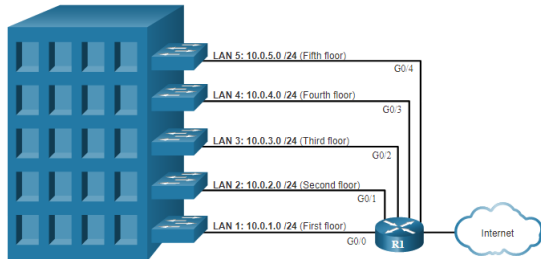 LAN 5: 10.0.5.0 /24 (Fifth floor)
G0/4
LAN 4: 10.0.4.0 /24 (Fourth floor)
G0/3
LAN 3: 10.0.3.0 /24 (Third floor)
G0/2
LAN 2: 10.0.2.0 /24 (Second floor)
G0/1
LAN 1: 10.0.1.0 /24 (First floor)
G0/0
R1
Internet